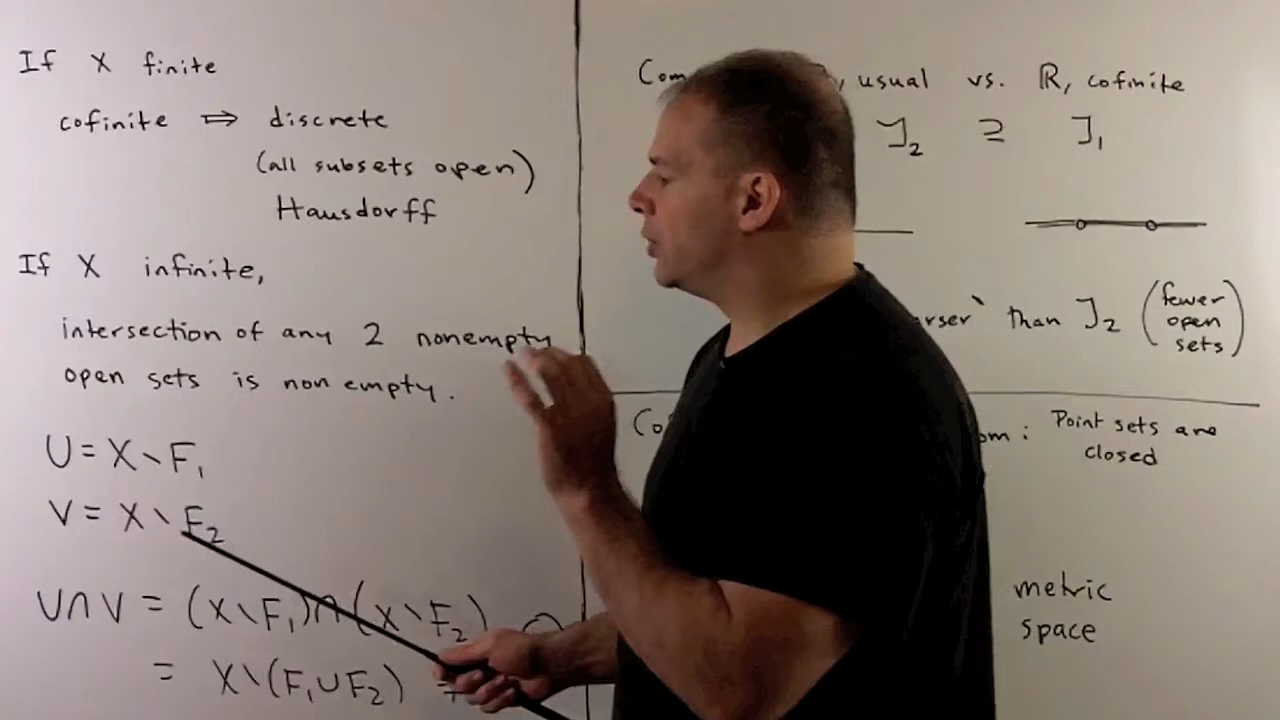 If X finite
cofinite ⇒ discrete
(all subsets open)
Hausdorff
If X infinite,
intersection of any 2 nonempty
open sets is nonempty.
U = X \ F₁
V = X \ F₂
U∩V = (X\F₁)∩(X\F₂)
= X\(F₁∪F₂)
, usual vs. ℝ, cofinite
𝒯₂ ⊇ 𝒯₁
than 𝒯₂ (fewer
open
sets)
Point sets are
closed
metric
space